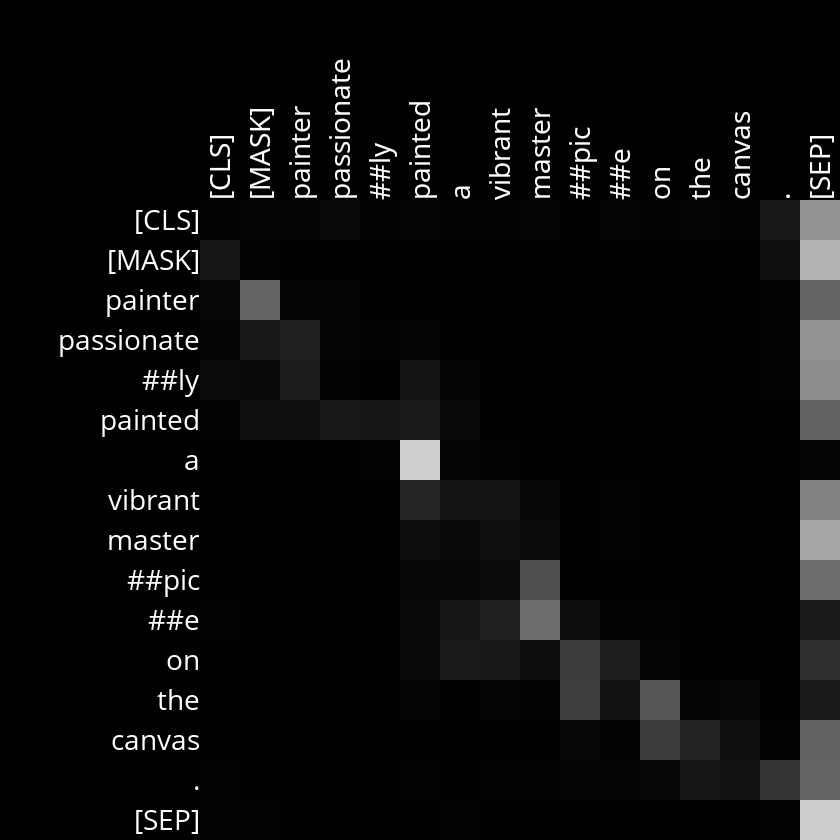 [CLS]
[MASK]
painter
passionate
##ly
painted
a
vibrant
master
##pic
##e
on
the
canvas
.
[SEP]
[CLS]
[MASK]
painter
passionate
##ly
painted
a
vibrant
master
##pic
##e
on
the
canvas
.
[SEP]